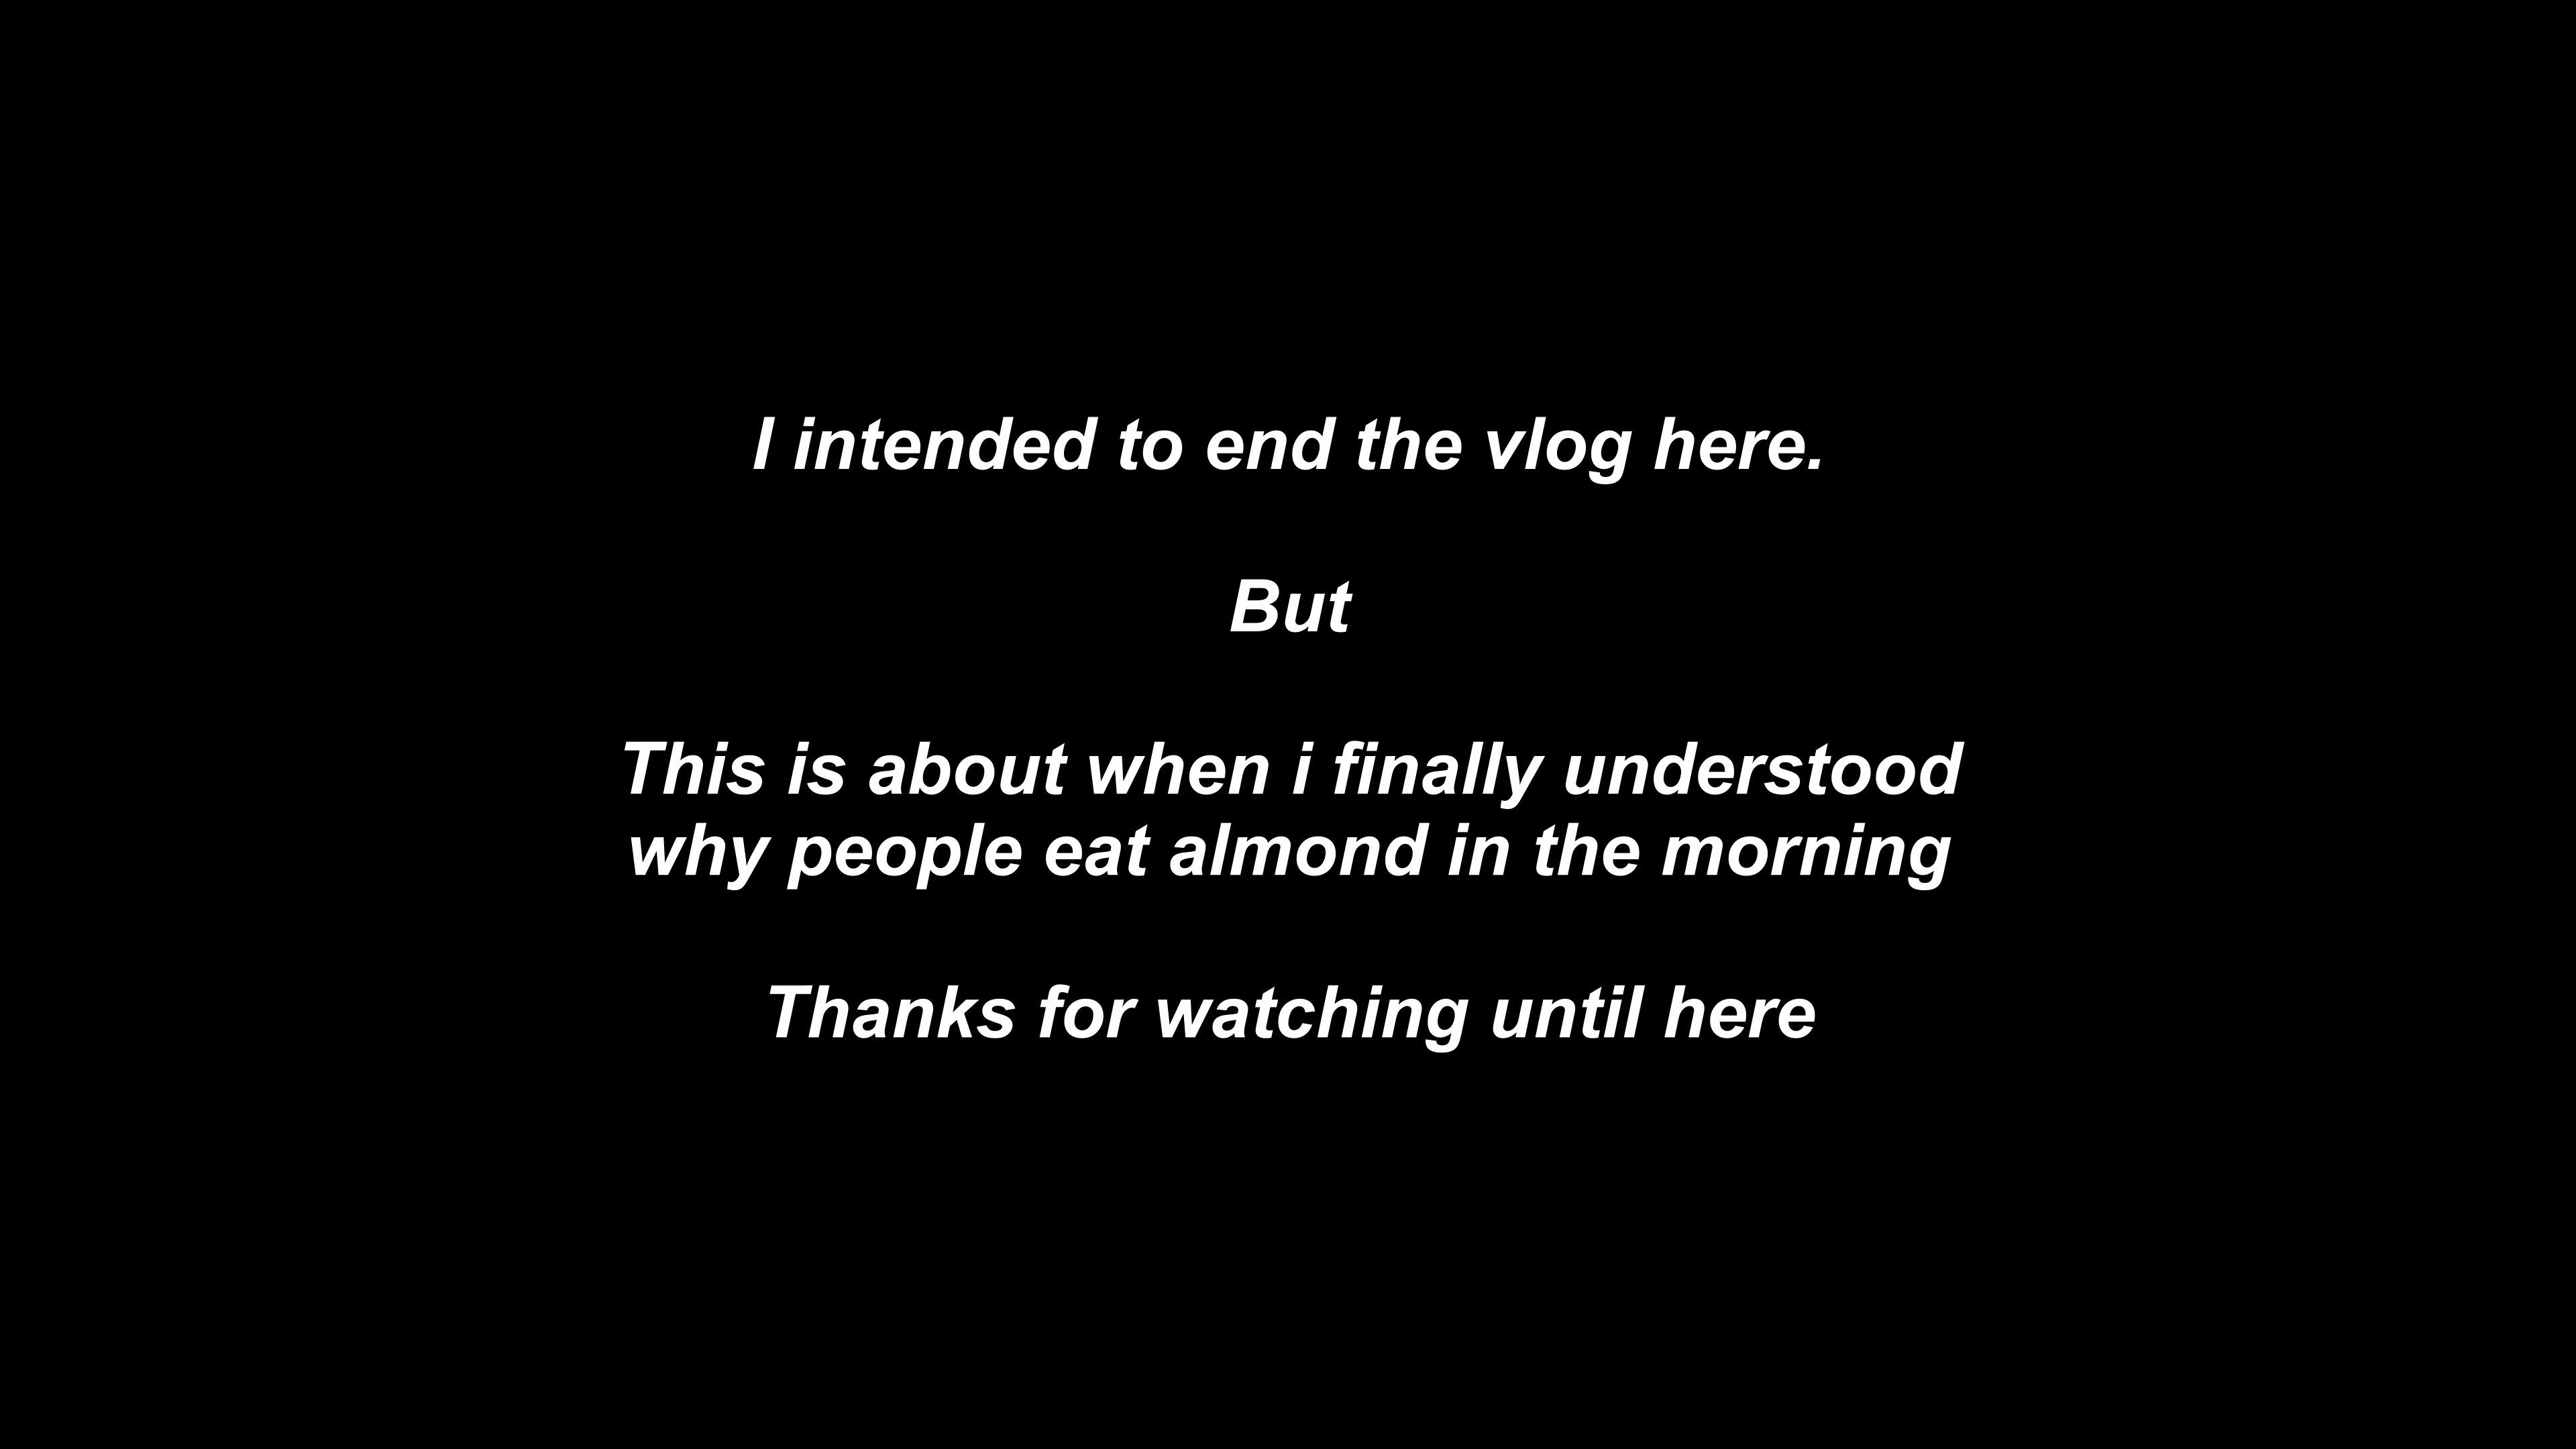 I intended to end the vlog here.
But
This is about when i finally understood
why people eat almond in the morning
Thanks for watching until here